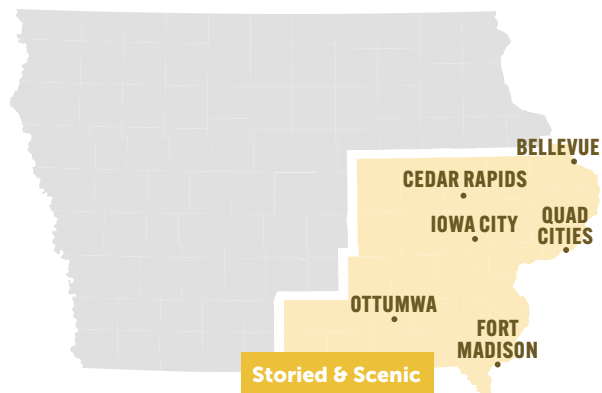 BELLEVUE
CEDAR RAPIDS
IOWA CITY
QUAD
CITIES
OTTUMWA
FORT
MADISON
Storied & Scenic